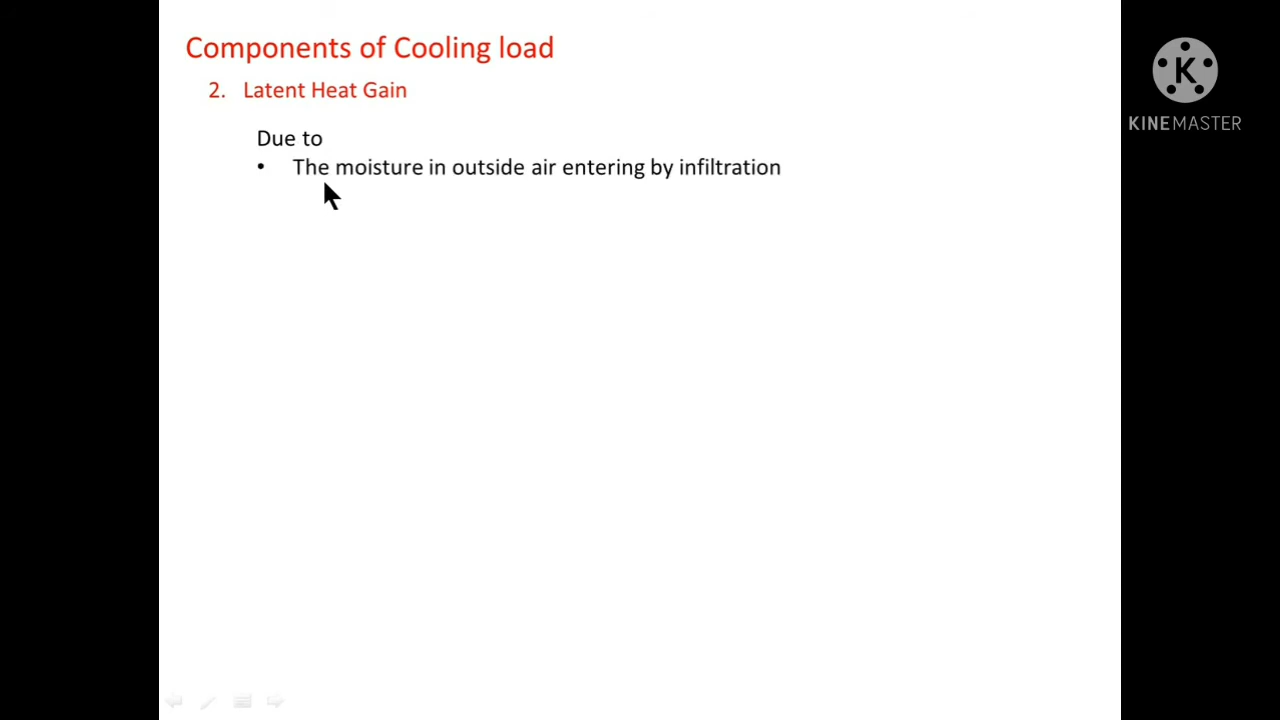 Components of Cooling load
2. Latent Heat Gain
Due to
• The moisture in outside air entering by infiltration
K
KINEMASTER